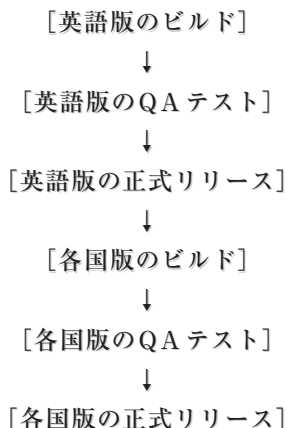 ［英語版のビルド］
↓
［英語版のＱＡテスト］
↓
［英語版の正式リリース］
↓
［各国版のビルド］
↓
［各国版のＱＡテスト］
↓
［各国版の正式リリース］